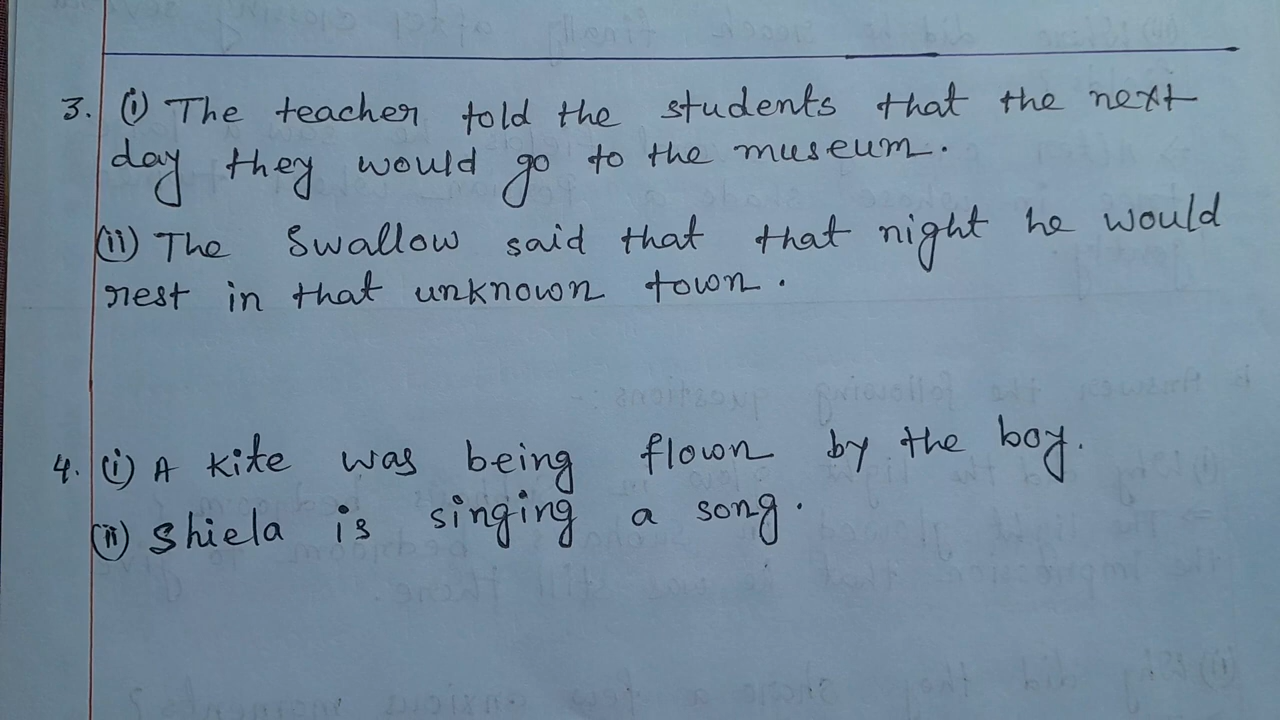 3. (i) The teacher told the students that the next
day they would go to the museum.
(ii) The Swallow said that that night he would
rest in that unknown town.
4. (i) A kite was being flown by the boy.
(ii) Shiela is singing a song.